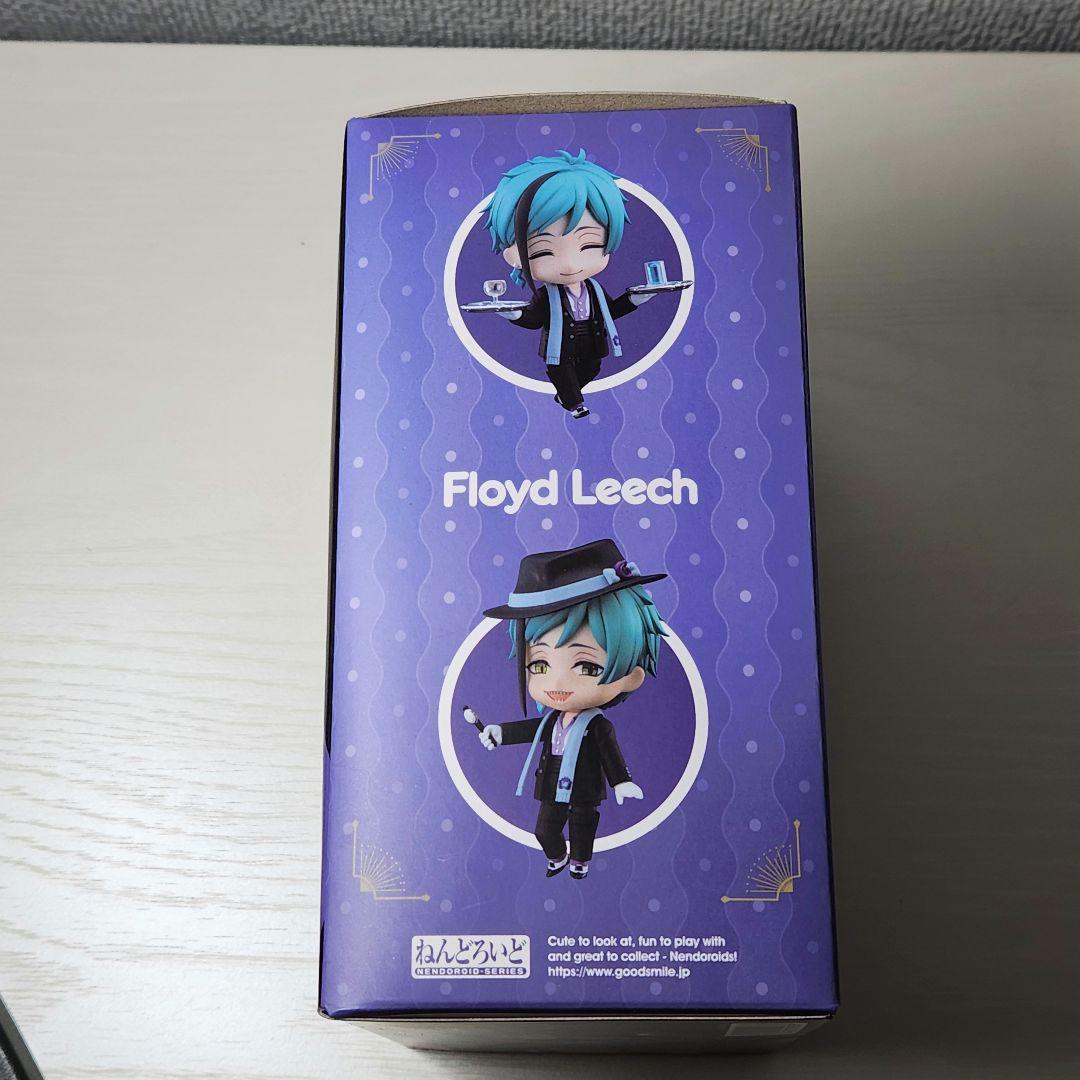 Floyd Leech
ねんどろいど
NENDOROID-SERIES
Cute to look at, fun to play with
and great to collect - Nendoroids!
https://www.goodsmile.jp